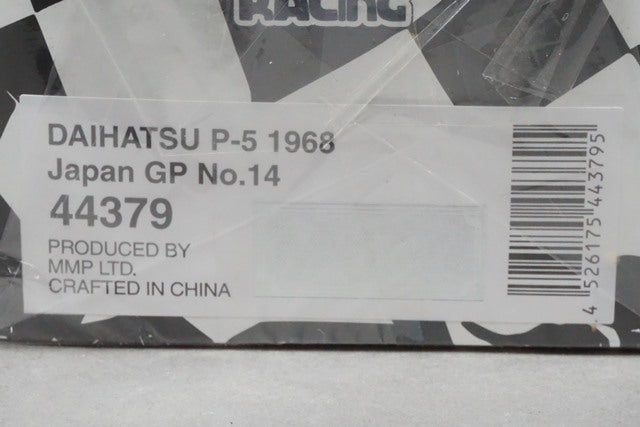 RACING
DAIHATSU P-5 1968
Japan GP No.14
44379
PRODUCED BY
MMP LTD.
CRAFTED IN CHINA
4 526175 443795